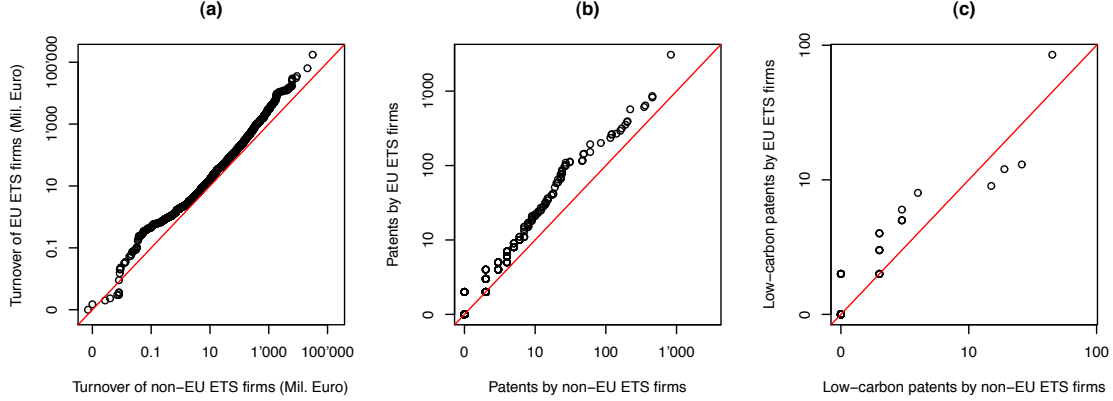 (a)
Turnover of EU ETS firms (Mil. Euro)
100'000
1'000
10
0.1
0
0
0.1
10
1'000
100'000
Turnover of non−EU ETS firms (Mil. Euro)
(b)
Patents by EU ETS firms
1'000
100
10
0
0
10
100
1'000
Patents by non−EU ETS firms
(c)
Low−carbon patents by EU ETS firms
100
10
0
0
10
100
Low−carbon patents by non−EU ETS firms